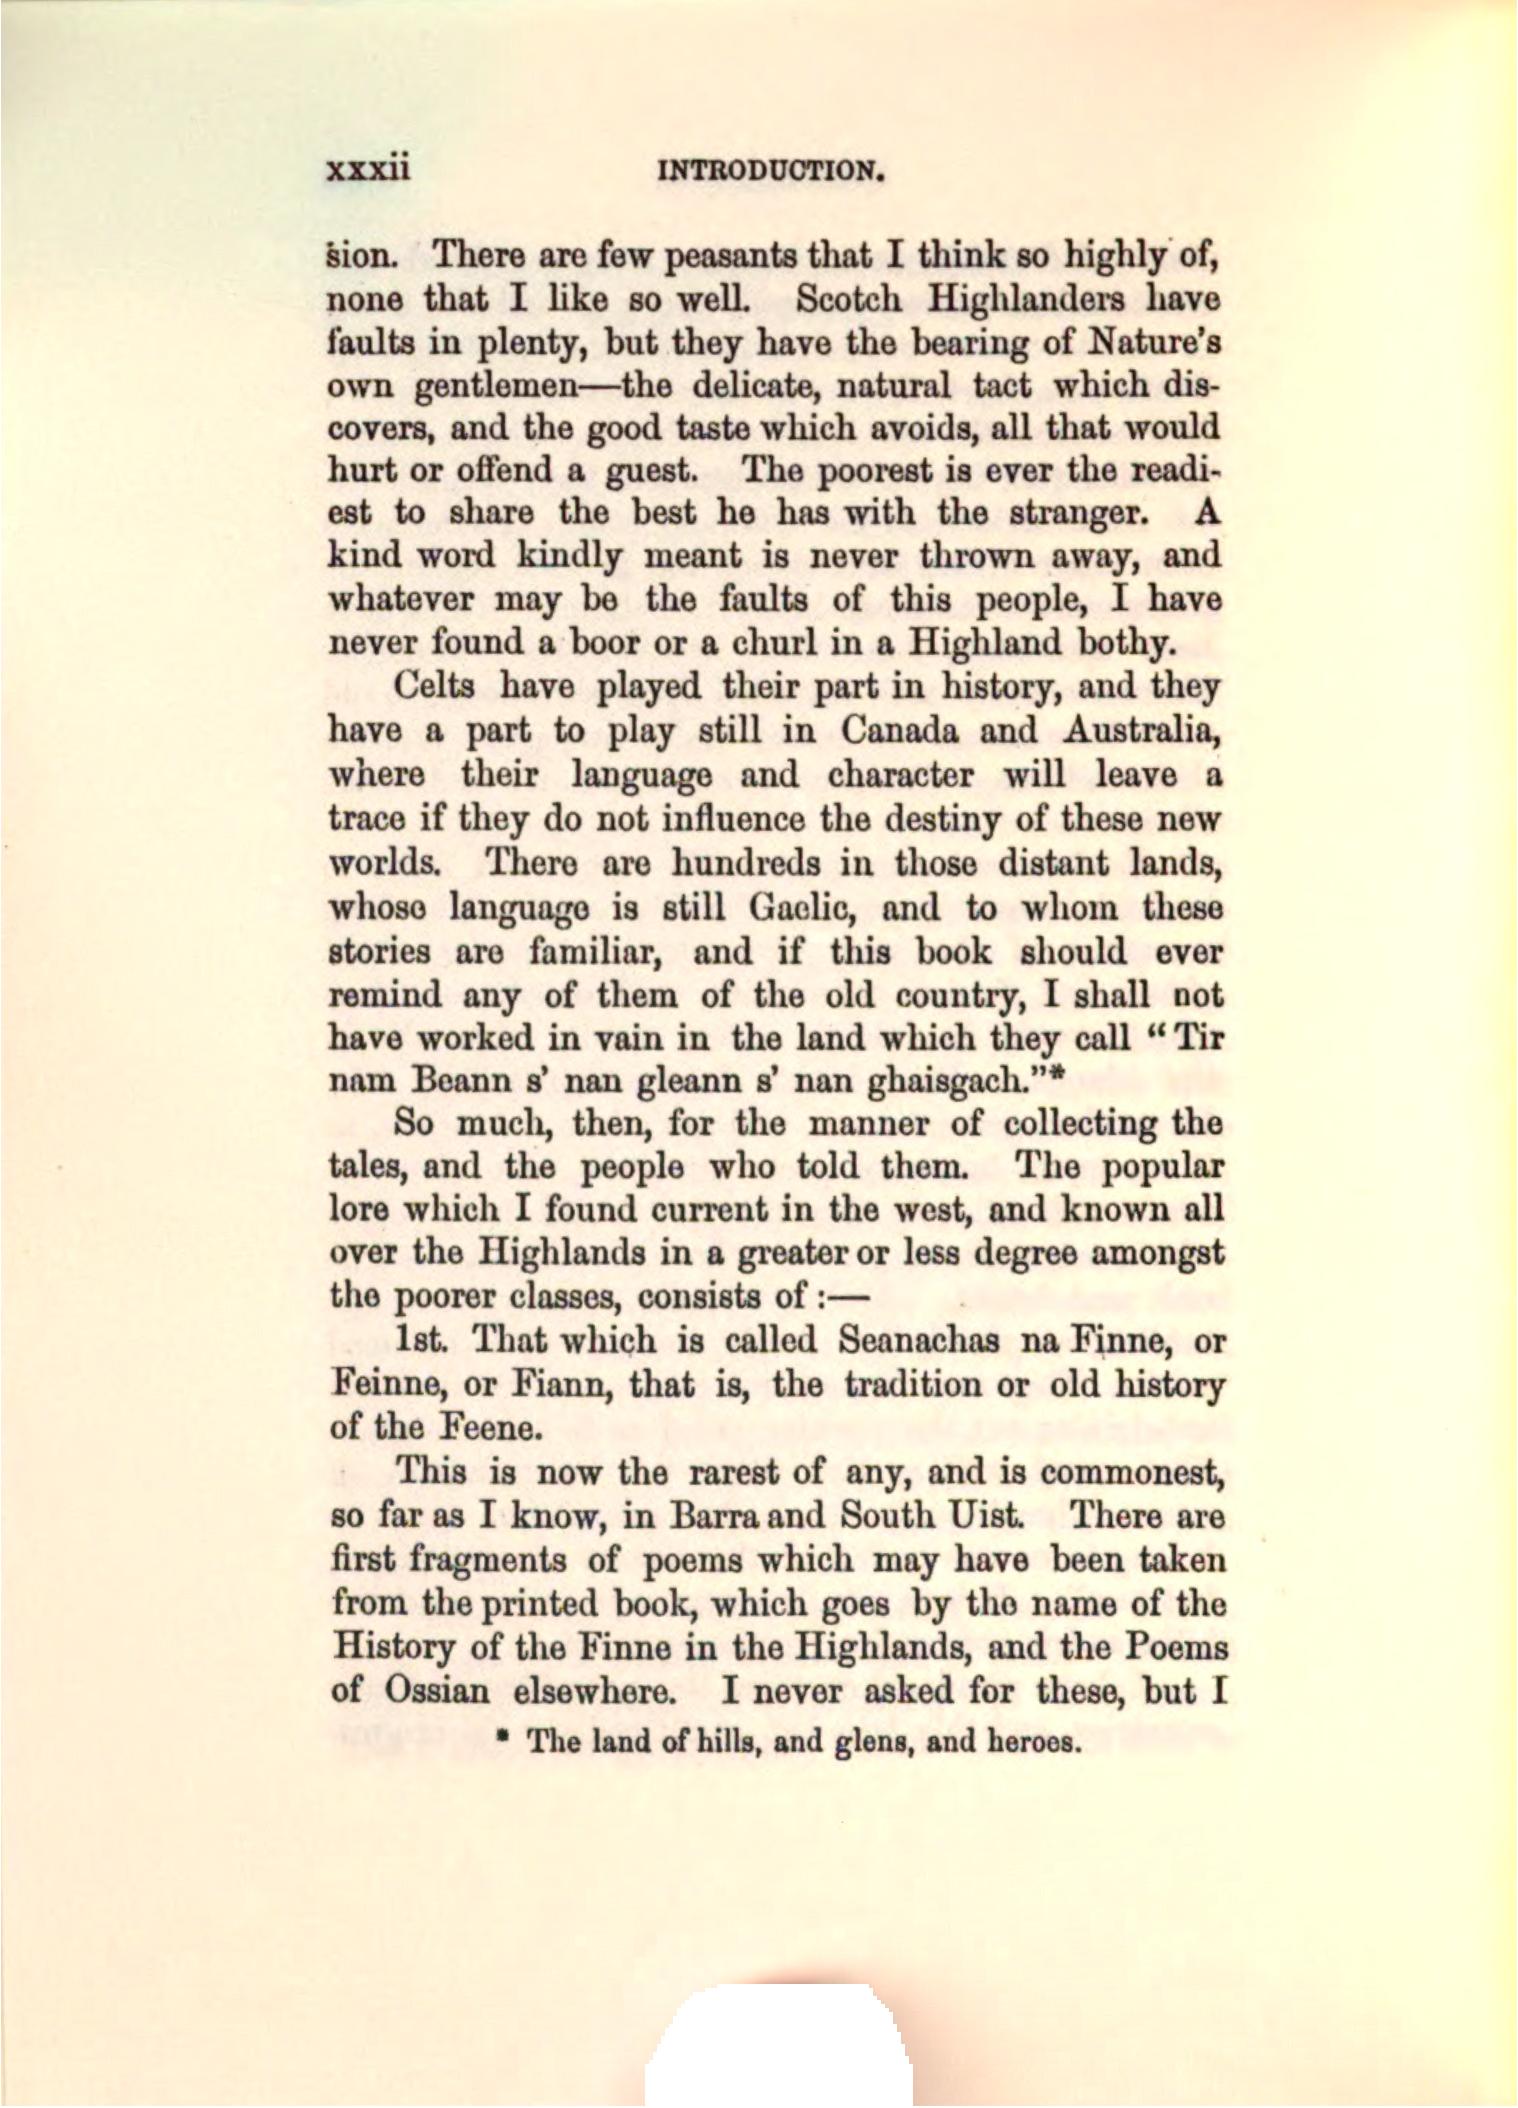 xxxii INTRODUCTION.
sion. There are few peasants that I think so highly of,
none that I like so well. Scotch Highlanders have
faults in plenty, but they have the bearing of Nature's
own gentlemen—the delicate, natural tact which dis-
covers, and the good taste which avoids, all that would
hurt or offend a guest. The poorest is ever the readi-
est to share the best he has with the stranger. A
kind word kindly meant is never thrown away, and
whatever may be the faults of this people, I have
never found a boor or a churl in a Highland bothy.
Celts have played their part in history, and they
have a part to play still in Canada and Australia,
where their language and character will leave a
trace if they do not influence the destiny of these new
worlds. There are hundreds in those distant lands,
whose language is still Gaelic, and to whom these
stories are familiar, and if this book should ever
remind any of them of the old country, I shall not
have worked in vain in the land which they call “Tir
nam Beann s’ nan gleann s’ nan ghaisgach.”*
So much, then, for the manner of collecting the
tales, and the people who told them. The popular
lore which I found current in the west, and known all
over the Highlands in a greater or less degree amongst
the poorer classes, consists of :—
1st. That which is called Seanachas na Finne, or
Feinne, or Fiann, that is, the tradition or old history
of the Feene.
This is now the rarest of any, and is commonest,
so far as I know, in Barra and South Uist. There are
first fragments of poems which may have been taken
from the printed book, which goes by the name of the
History of the Finne in the Highlands, and the Poems
of Ossian elsewhere. I never asked for these, but I
* The land of hills, and glens, and heroes.